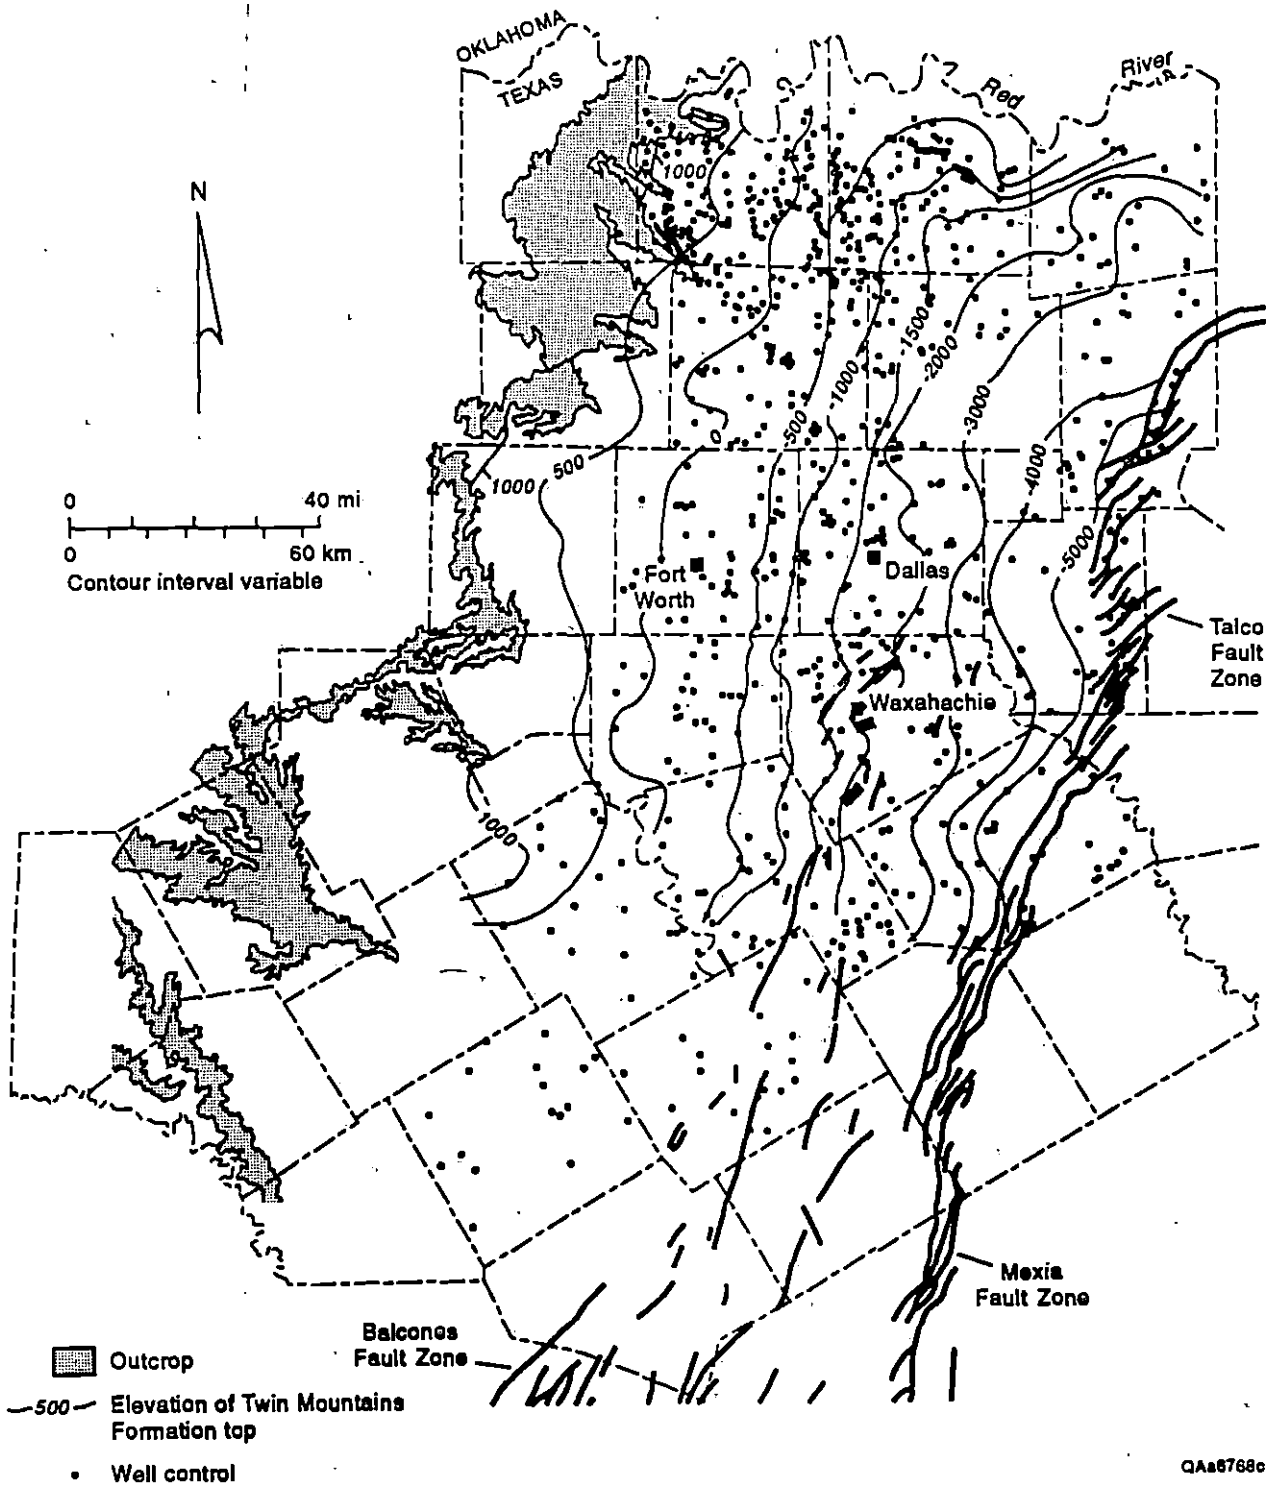 OKLAHOMA
TEXAS
Red
River
N
1000
-1500
-2000
-1000
-3000
-500
0
500
1000
-4000
-5000
0 40 mi
0 60 km
Contour interval variable
Fort
Worth
Dallas
Talco
Fault
Zone
Waxahachie
1000
Mexia
Fault Zone
Balcones
Fault Zone
Outcrop
-500- Elevation of Twin Mountains
Formation top
Well control
QAa6768c